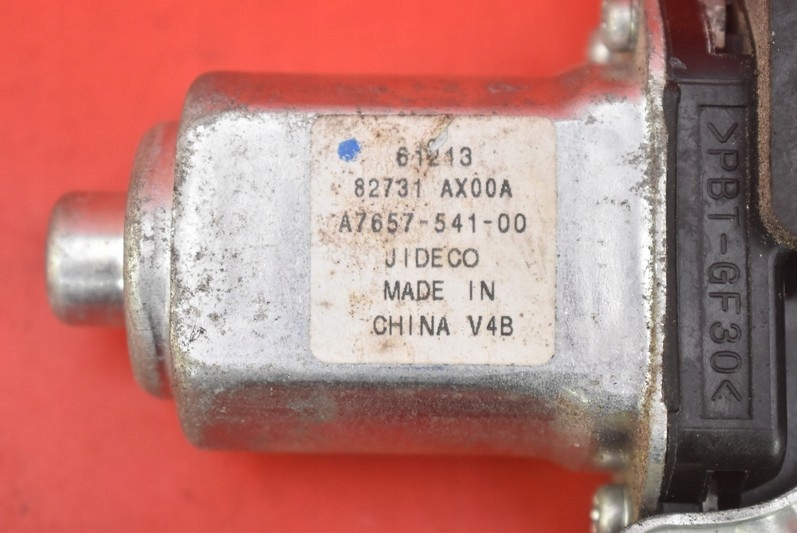 61213
82731 AX00A
A7657-541-00
JIDECO
MADE IN
CHINA V4B
>PBT-GF30<